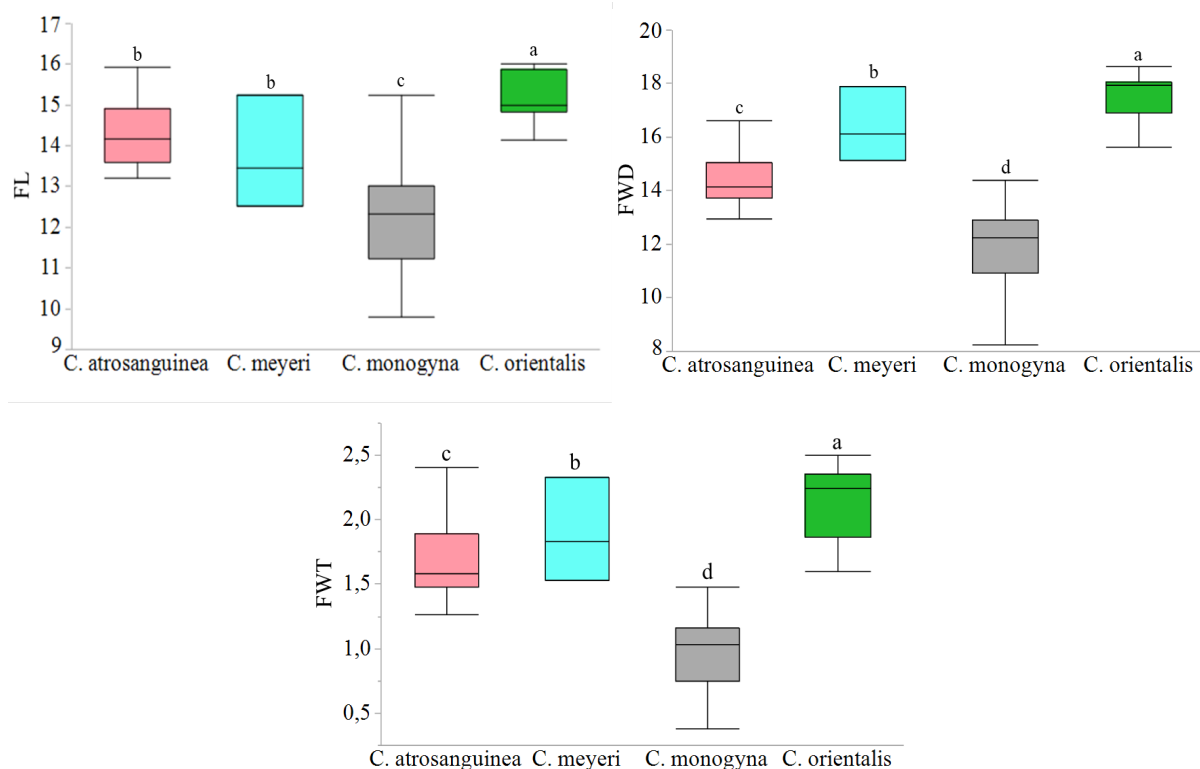 17
16
15
14
13
12
11
10
9
FL
b
b
c
a
C. atrosanguinea C. meyeri C. monogyna C. orientalis
20
18
16
14
12
10
8
FWD
c
b
d
a
C. atrosanguinea C. meyeri C. monogyna C. orientalis
2,5
2,0
1,5
1,0
0,5
FWT
c
b
d
a
C. atrosanguinea C. meyeri C. monogyna C. orientalis